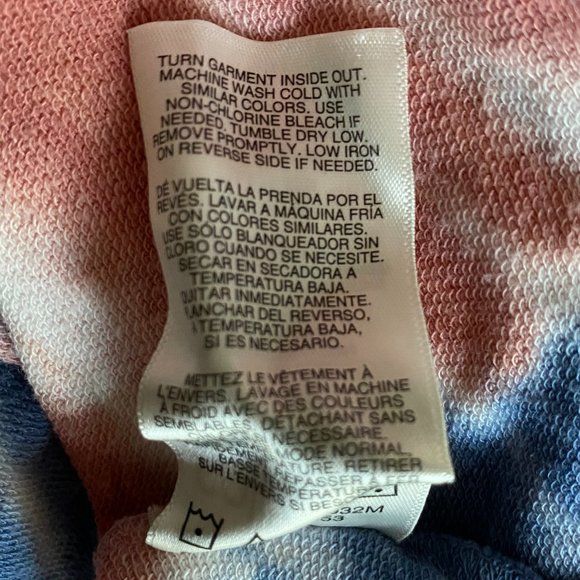 TURN GARMENT INSIDE OUT.
MACHINE WASH COLD WITH
SIMILAR COLORS. USE
NON-CHLORINE BLEACH IF
NEEDED. TUMBLE DRY LOW.
REMOVE PROMPTLY. LOW IRON
ON REVERSE SIDE IF NEEDED.
DÉ VUELTA LA PRENDA POR EL
REVÉS. LAVAR A MÁQUINA FRÍA
CON COLORES SIMILARES.
USE SÓLO BLANQUEADOR SIN
CLORO CUANDO SE NECESITE.
SECAR EN SECADORA A
TEMPERATURA BAJA.
QUITAR INMEDIATAMENTE.
PLANCHAR DEL REVERSO,
A TEMPERATURA BAJA,
SI ES NECESARIO.
METTEZ LE VÊTEMENT À
L'ENVERS. LAVAGE EN MACHINE
À FROID AVEC DES COULEURS
SEMBLABLES. DÉTACHANT SANS
NÉCESSAIRE.
MODE NORMAL.
BASSE RETIRER
SUR L'ENVERS SI
32M
53